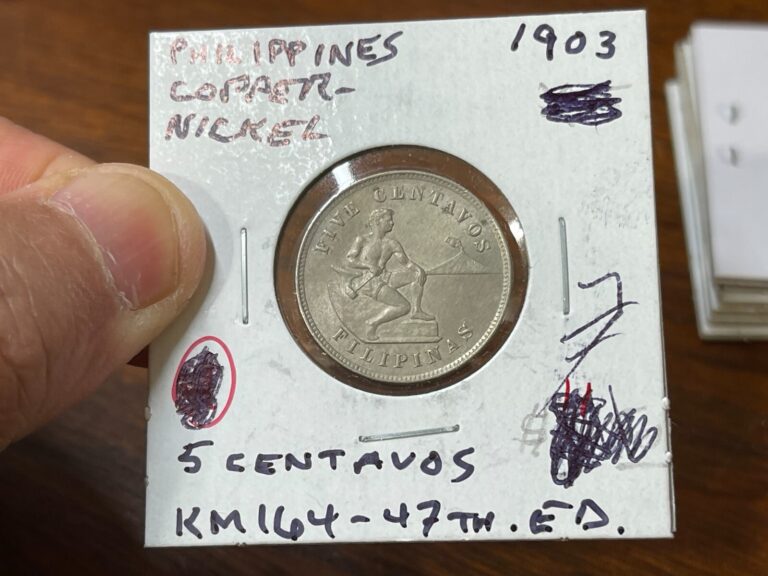 PHILIPPINES
COPPER-
NICKEL
1903
FIVE CENTAVOS
FILIPINAS
5 CENTAVOS
KM164-47TH. ED.